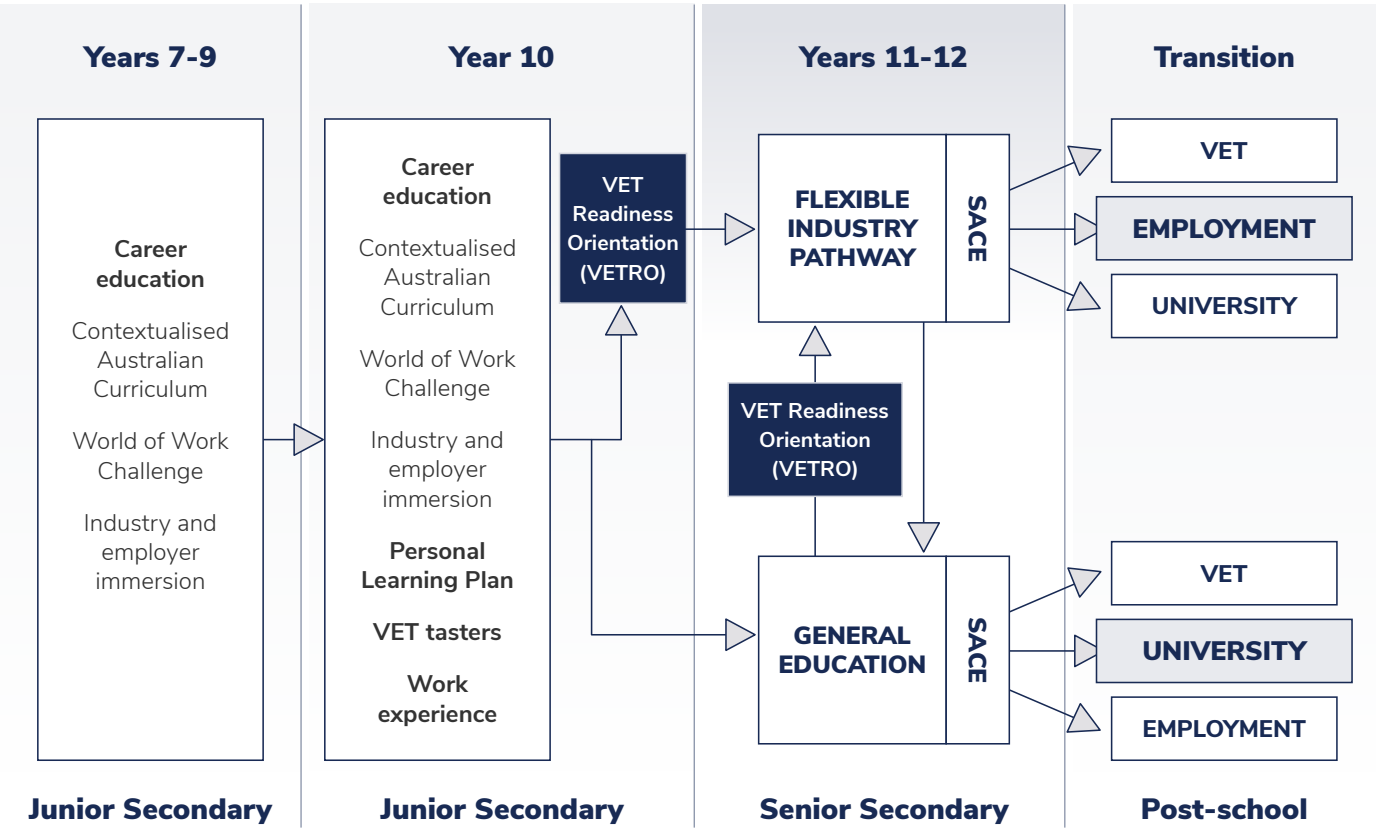 Years 7-9
Career
education
Contextualised
Australian
Curriculum
World of Work
Challenge
Industry and
employer
immersion
Junior Secondary
Year 10
Career
education
Contextualised
Australian
Curriculum
World of Work
Challenge
Industry and
employer
immersion
Personal
Learning Plan
VET tasters
Work
experience
VET
Readiness
Orientation
(VETRO)
Junior Secondary
Years 11-12
FLEXIBLE
INDUSTRY
PATHWAY
SACE
VET Readiness
Orientation
(VETRO)
GENERAL
EDUCATION
SACE
Senior Secondary
Transition
VET
EMPLOYMENT
UNIVERSITY
VET
UNIVERSITY
EMPLOYMENT
Post-school